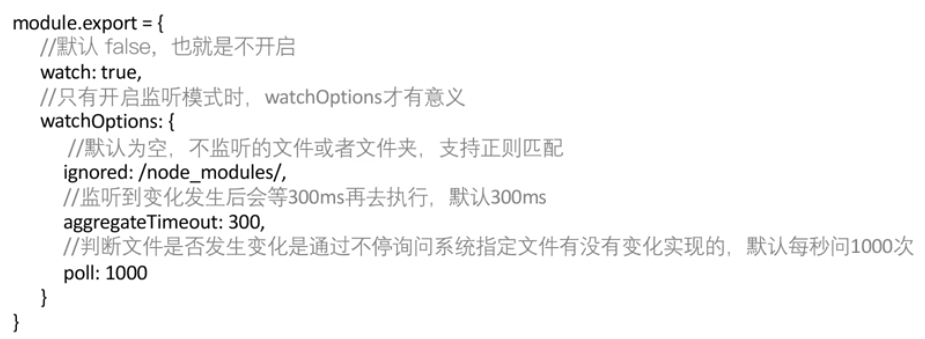 module.export = {
//默认 false，也就是不开启
watch: true,
//只有开启监听模式时，watchOptions才有意义
watchOptions: {
//默认为空，不监听的文件或者文件夹，支持正则匹配
ignored: /node_modules/,
//监听到变化发生后会等300ms再去执行，默认300ms
aggregateTimeout: 300,
//判断文件是否发生变化是通过不停询问系统指定文件有没有变化实现的，默认每秒问1000次
poll: 1000
}
}